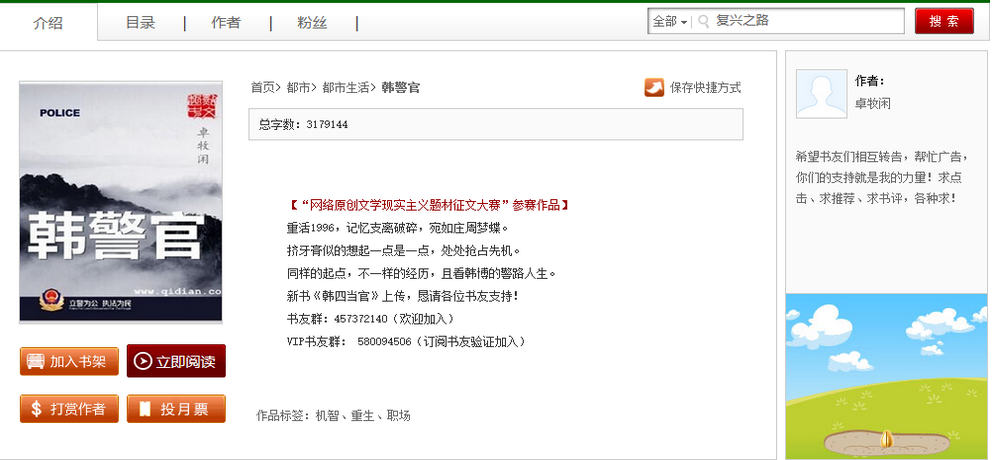 介绍
目录
作者
粉丝
全部
复兴之路
搜 索
首页> 都市> 都市生活> 韩警官
保存快捷方式
总字数：3179144
POLICE
卓牧闲
韩警官
www.qidian.co
立警为公 执法为民
【“网络原创文学现实主义题材征文大赛”参赛作品】
重活1996，记忆支离破碎，宛如庄周梦蝶。
挤牙膏似的想起一点是一点，处处抢占先机。
同样的起点，不一样的经历，且看韩博的警路人生。
新书《韩四当官》上传，恳请各位书友支持！
书友群：457372140（欢迎加入）
VIP书友群： 580094506（订阅书友验证加入）
加入书架
立即阅读
打赏作者
投月票
作品标签：机智、重生、职场
作者：
卓牧闲
希望书友们相互转告，帮忙广告，
你们的支持就是我的力量！求点
击、求推荐、求书评，各种求！